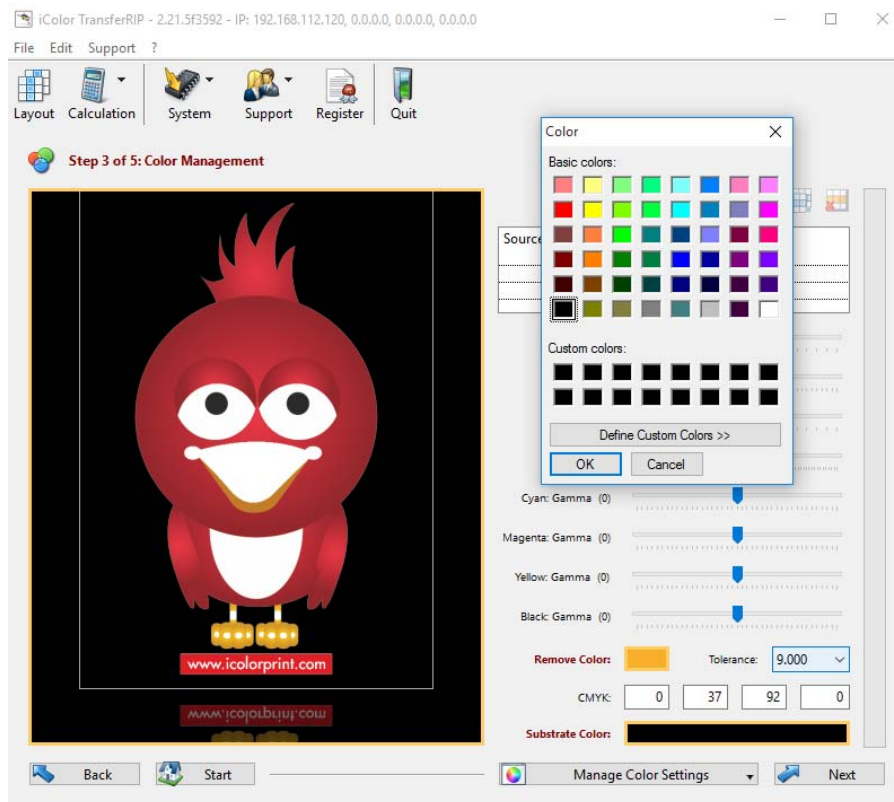 iColor TransferRIP - 2.21.5f3592 - IP: 192.168.112.120, 0.0.0.0, 0.0.0.0, 0.0.0.0
File Edit Support ?
Layout Calculation System Support Register Quit
Step 3 of 5: Color Management
Color
Basic colors:
Source
Custom colors:
Define Custom Colors >>
OK Cancel
Cyan: Gamma (0)
Magenta: Gamma (0)
Yellow: Gamma (0)
Black: Gamma (0)
www.icolorprint.com
Remove Color: Tolerance: 9.000
CMYK: 0 37 92 0
www.icolorprint.com
Substrate Color:
Back Start Manage Color Settings Next